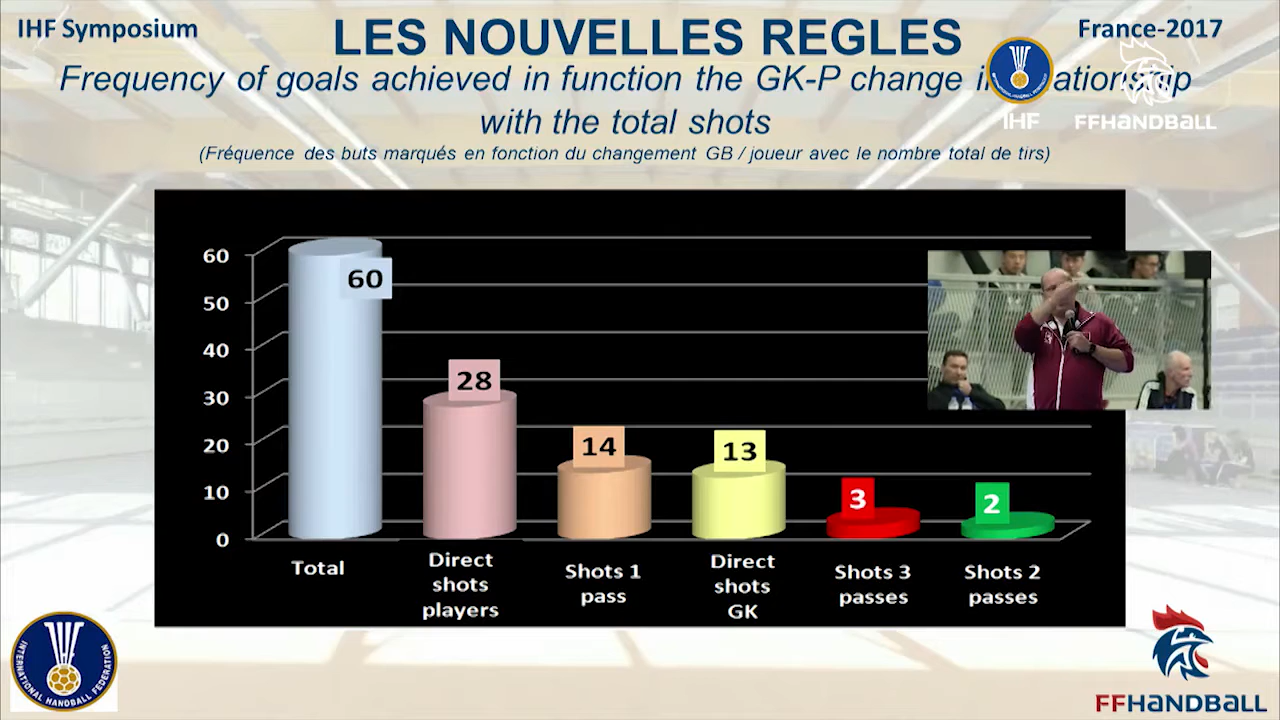 IHF Symposium
LES NOUVELLES REGLES
France-2017
Frequency of goals achieved in function the GK-P change
with the total shots
IHF
FFHANDBALL
(Fréquence des buts marqués en fonction du changement GB / joueur avec le nombre total de tirs)
60
50
40
30
20
10
0
60
28
14
13
3
2
Total
Direct
shots
players
Shots 1
pass
Direct
shots
GK
Shots 3
passes
Shots 2
passes
INTERNATIONAL HANDBALL FEDERATION
FFHANDBALL